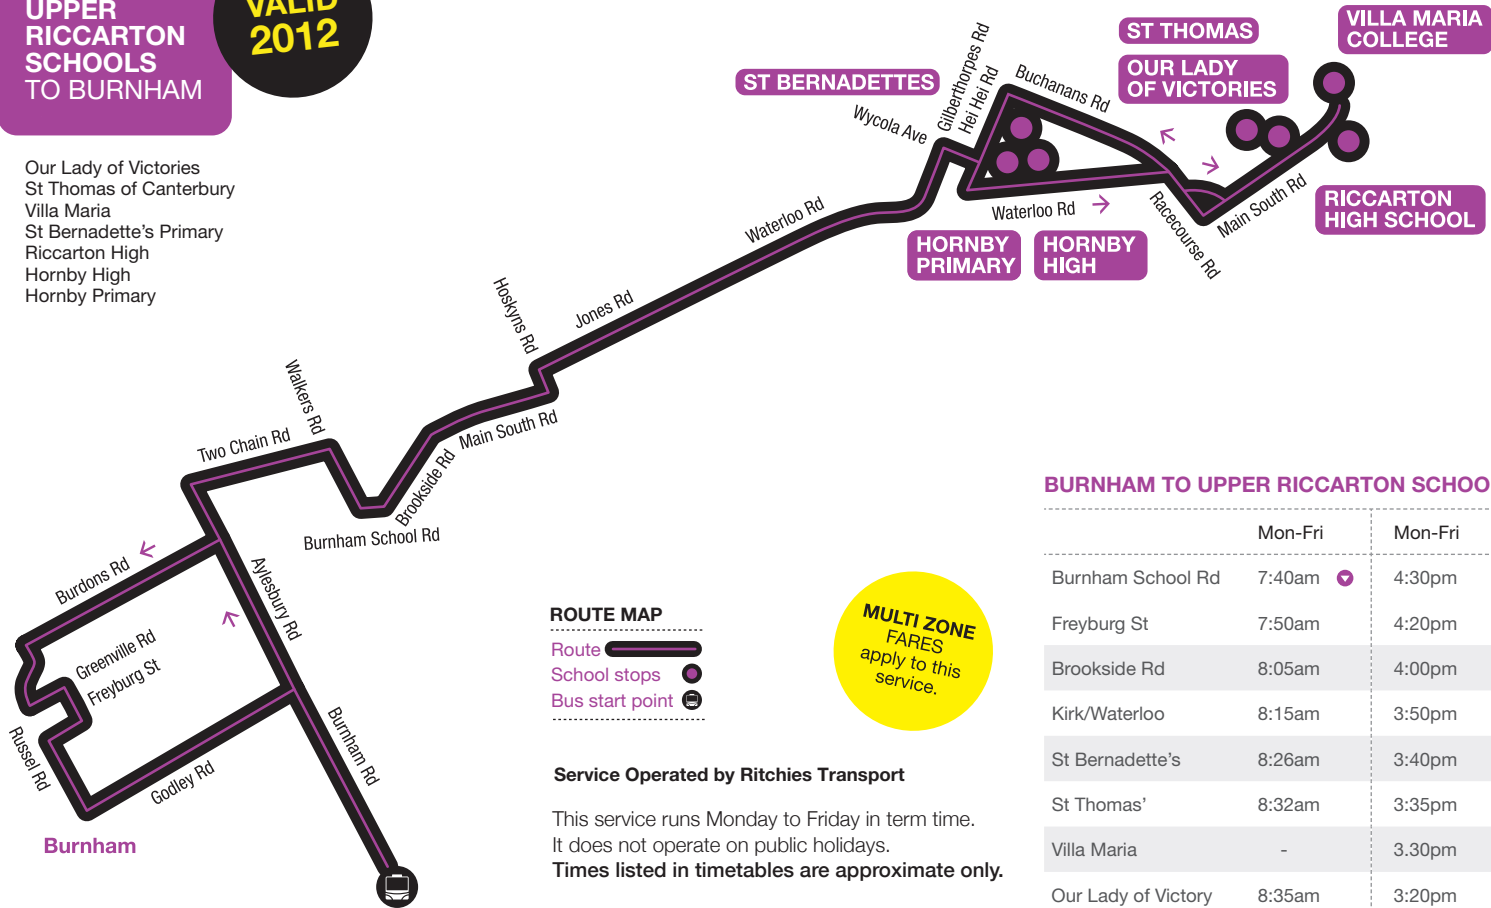 UPPER
RICCARTON
SCHOOLS
TO BURNHAM
VALID
2012
Our Lady of Victories
St Thomas of Canterbury
Villa Maria
St Bernadette's Primary
Riccarton High
Hornby High
Hornby Primary
ST BERNADETTES
ST THOMAS
OUR LADY
OF VICTORIES
VILLA MARIA
COLLEGE
RICCARTON
HIGH SCHOOL
HORNBY
PRIMARY
HORNBY
HIGH
Wycola Ave
Gilberthorpes Rd
Hei Hei Rd
Buchanans Rd
Waterloo Rd
Racecourse Rd
Main South Rd
Waterloo Rd
Jones Rd
Hoskyns Rd
Main South Rd
Brookside Rd
Burnham School Rd
Walkers Rd
Two Chain Rd
Aylesbury Rd
Burdons Rd
Greenville Rd
Freyburg St
Russel Rd
Godley Rd
Burnham Rd
Burnham
ROUTE MAP
Route
School stops
Bus start point
MULTI ZONE
FARES
apply to this
service.
Service Operated by Ritchies Transport
This service runs Monday to Friday in term time.
It does not operate on public holidays.
Times listed in timetables are approximate only.
BURNHAM TO UPPER RICCARTON SCHOO
Mon-Fri Mon-Fri
Burnham School Rd 7:40am 4:30pm
Freyburg St 7:50am 4:20pm
Brookside Rd 8:05am 4:00pm
Kirk/Waterloo 8:15am 3:50pm
St Bernadette's 8:26am 3:40pm
St Thomas' 8:32am 3:35pm
Villa Maria - 3.30pm
Our Lady of Victory 8:35am 3:20pm